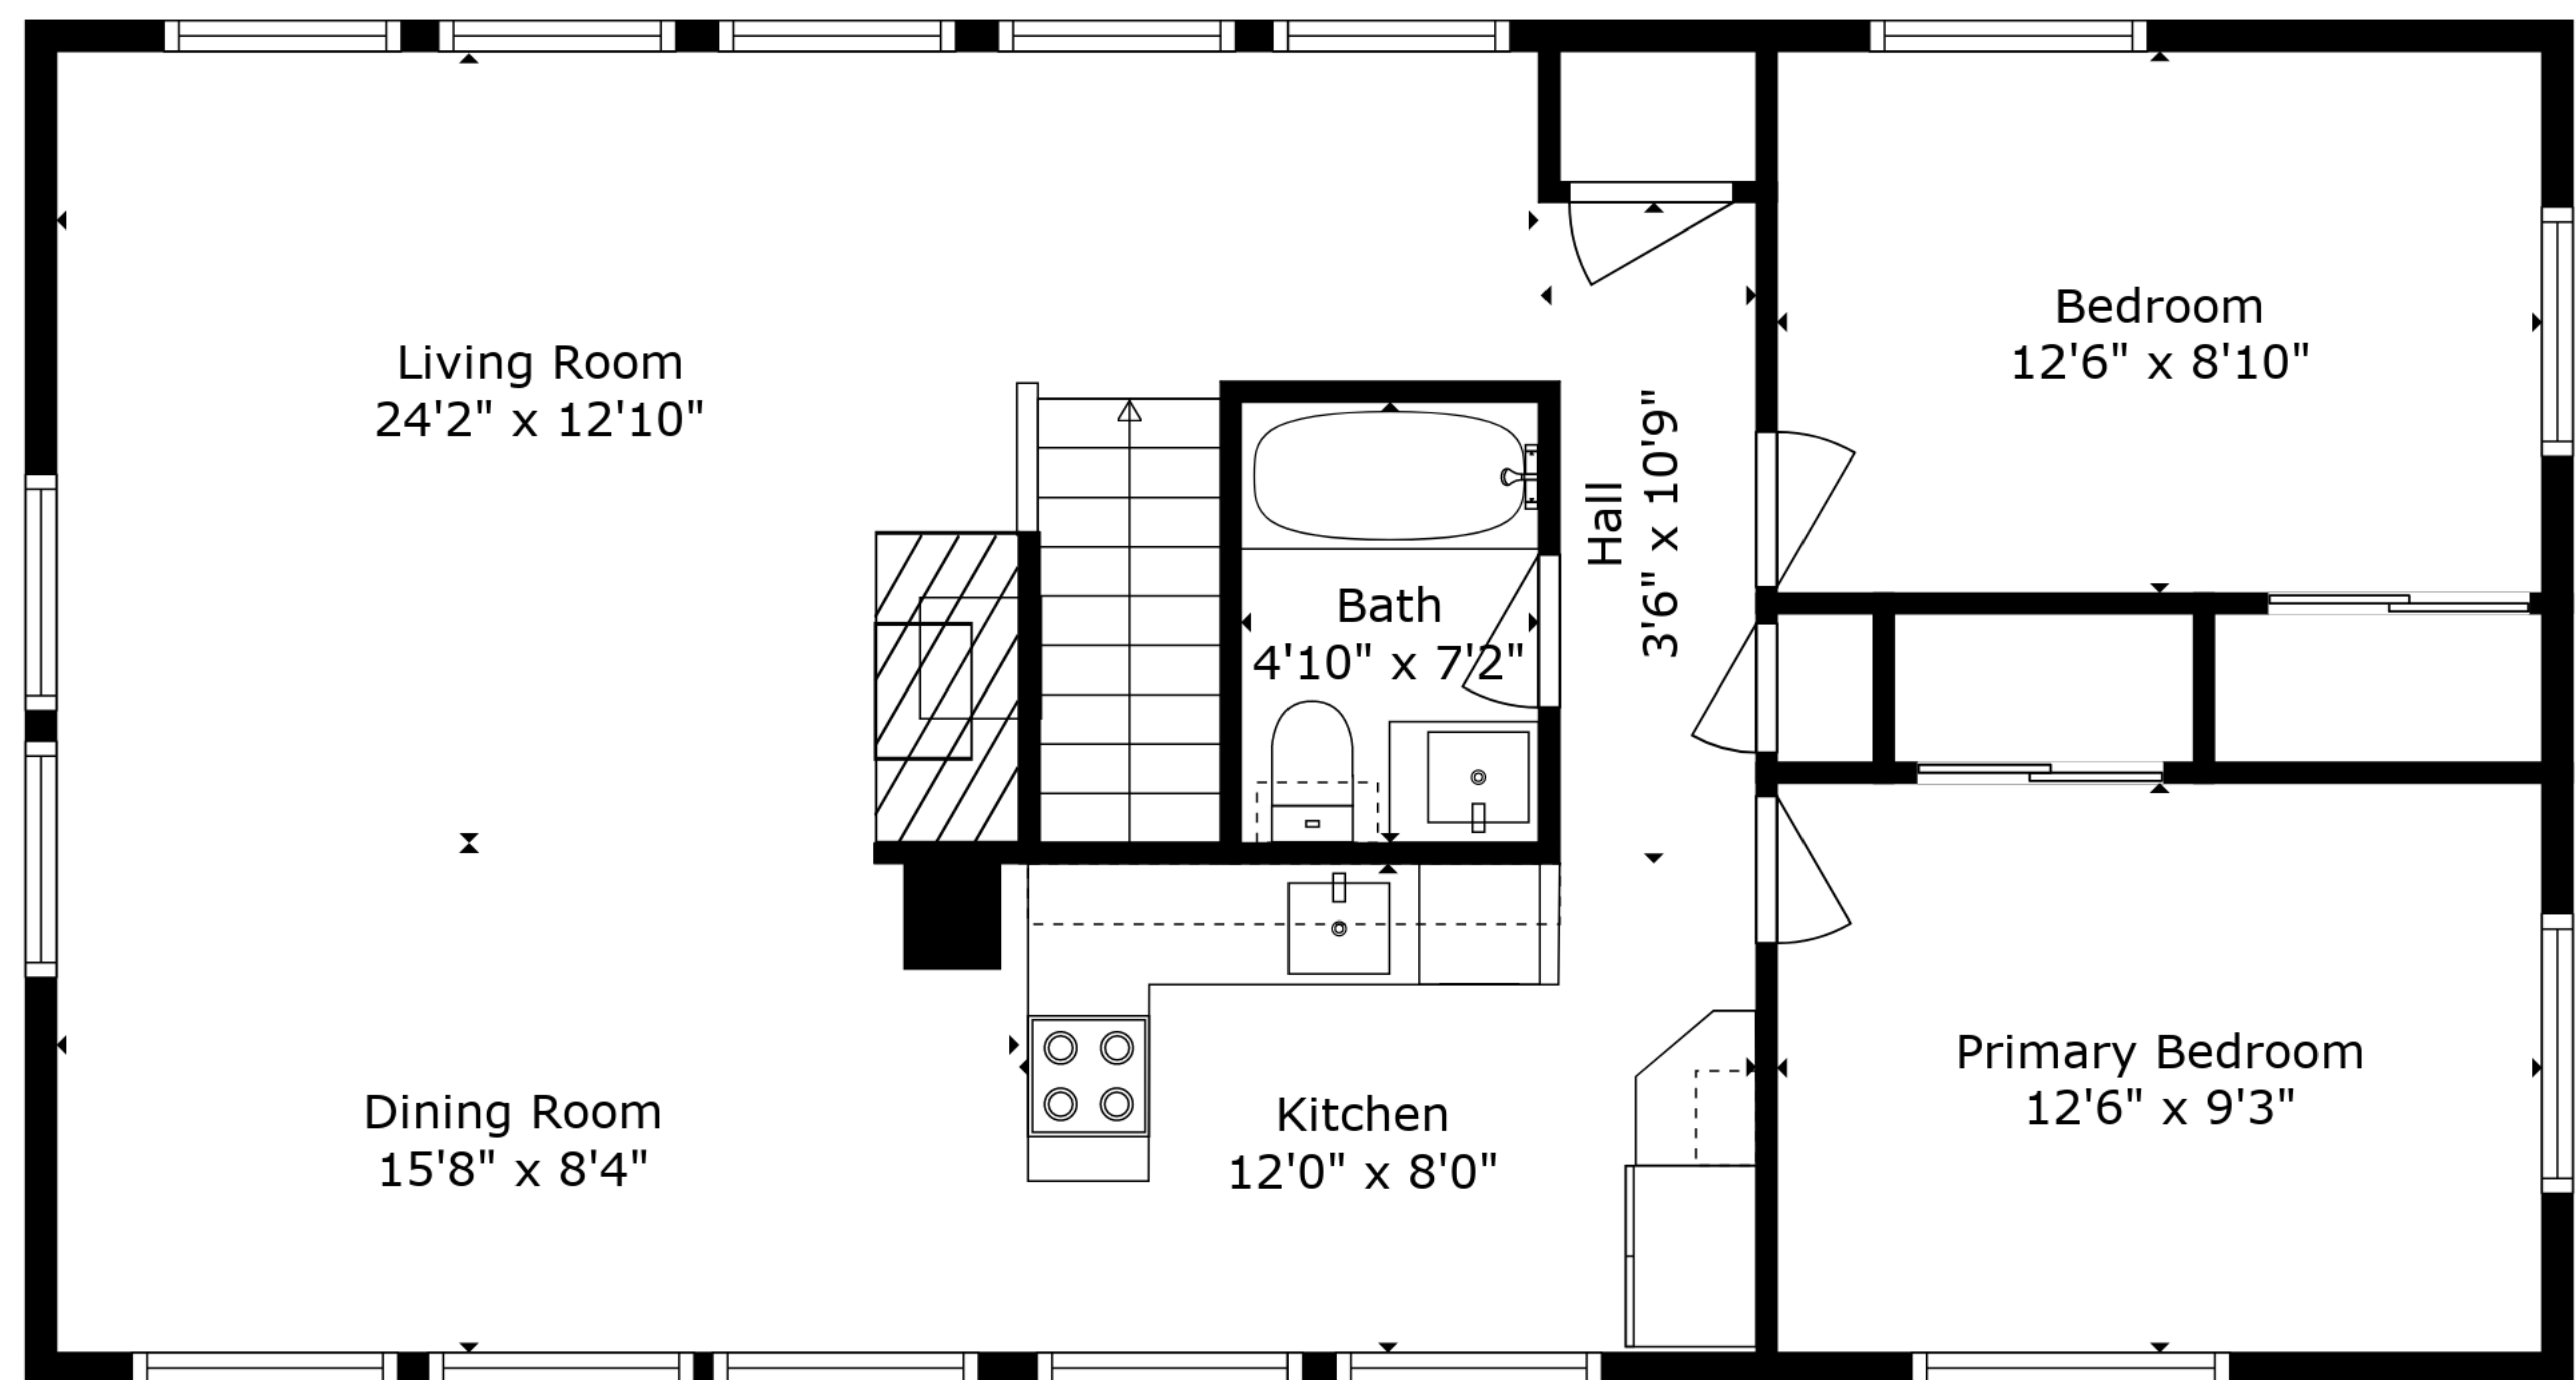 Living Room
24'2" x 12'10"
Bedroom
12'6" x 8'10"
Hall
3'6" x 10'9"
Bath
4'10" x 7'2"
Dining Room
15'8" x 8'4"
Kitchen
12'0" x 8'0"
Primary Bedroom
12'6" x 9'3"